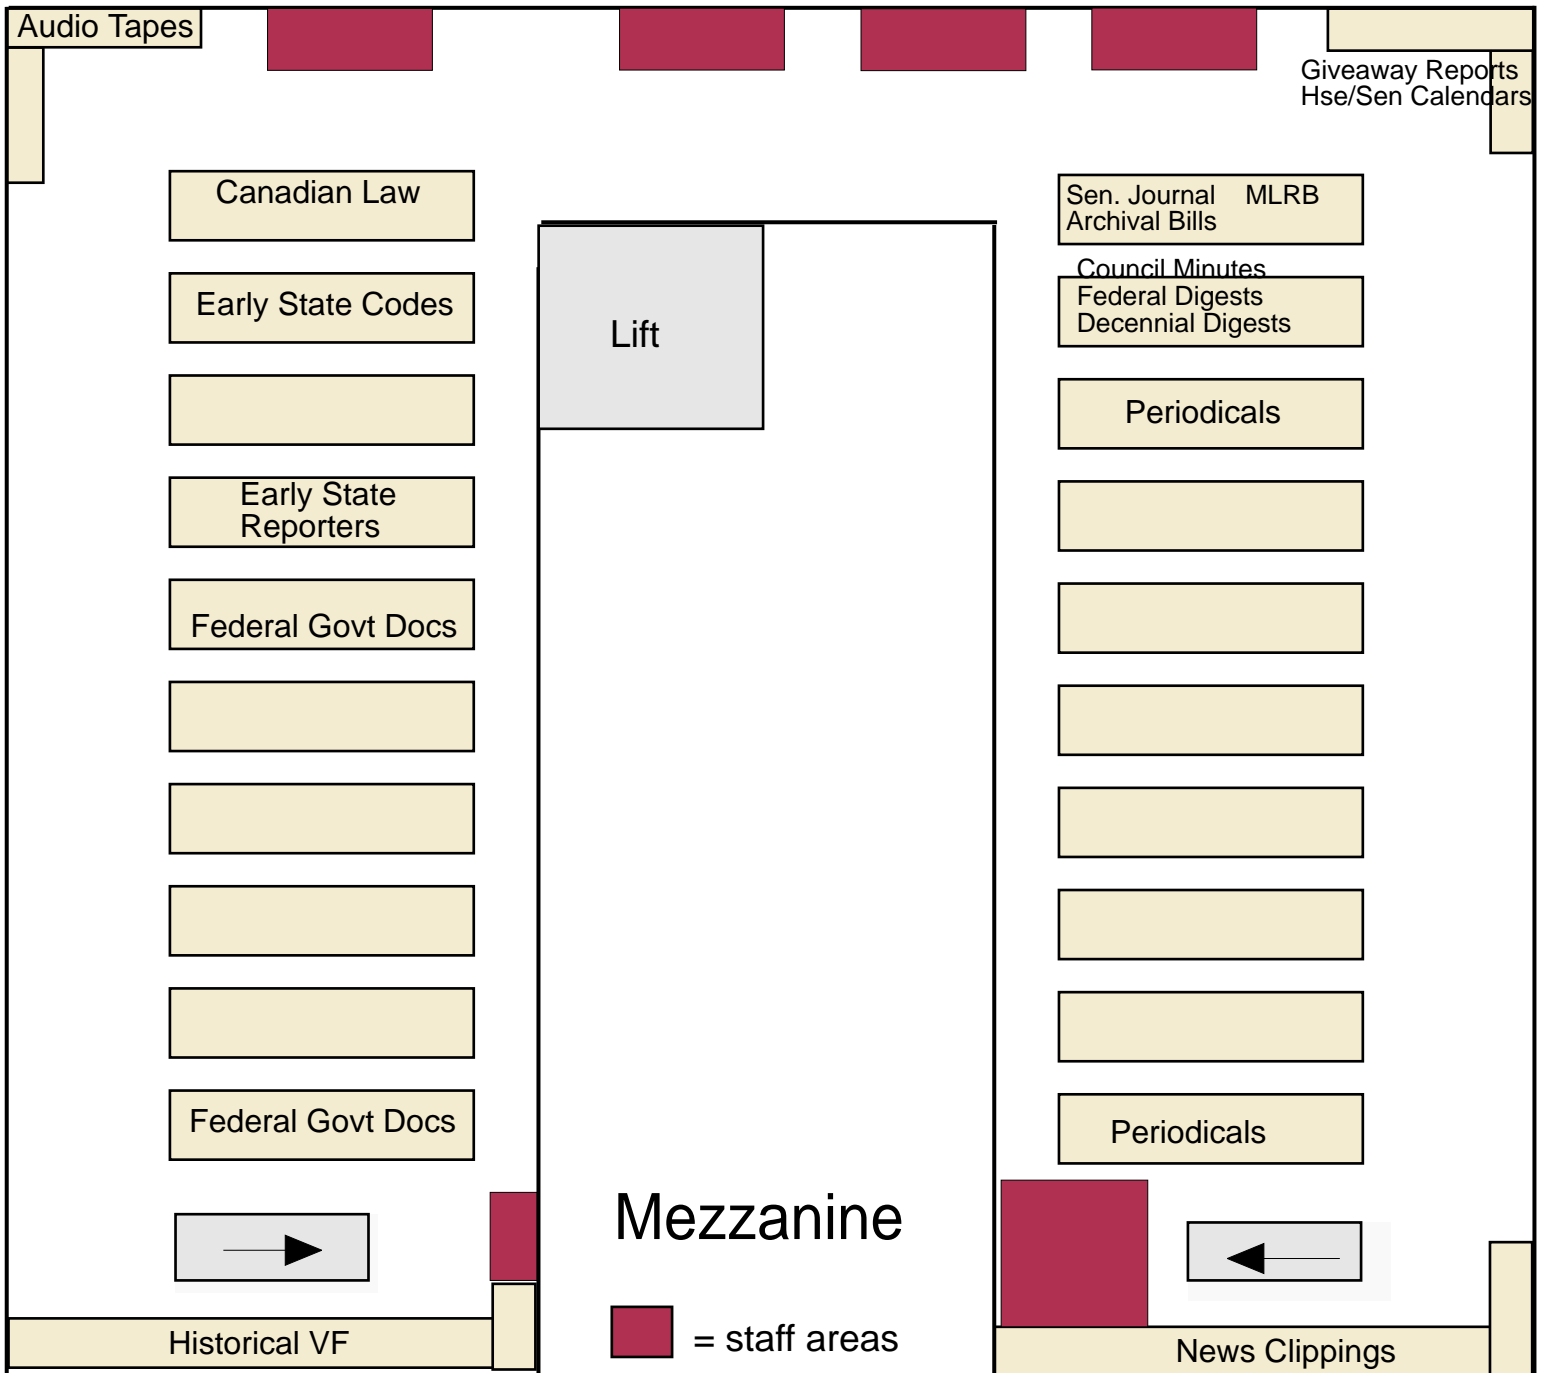 Audio Tapes
Giveaway Reports
Hse/Sen Calendars
Canadian Law
Sen. Journal MLRB
Archival Bills
Early State Codes
Lift
Council Minutes
Federal Digests
Decennial Digests
Periodicals
Early State
Reporters
Federal Govt Docs
Federal Govt Docs
Periodicals
Mezzanine
= staff areas
Historical VF
News Clippings